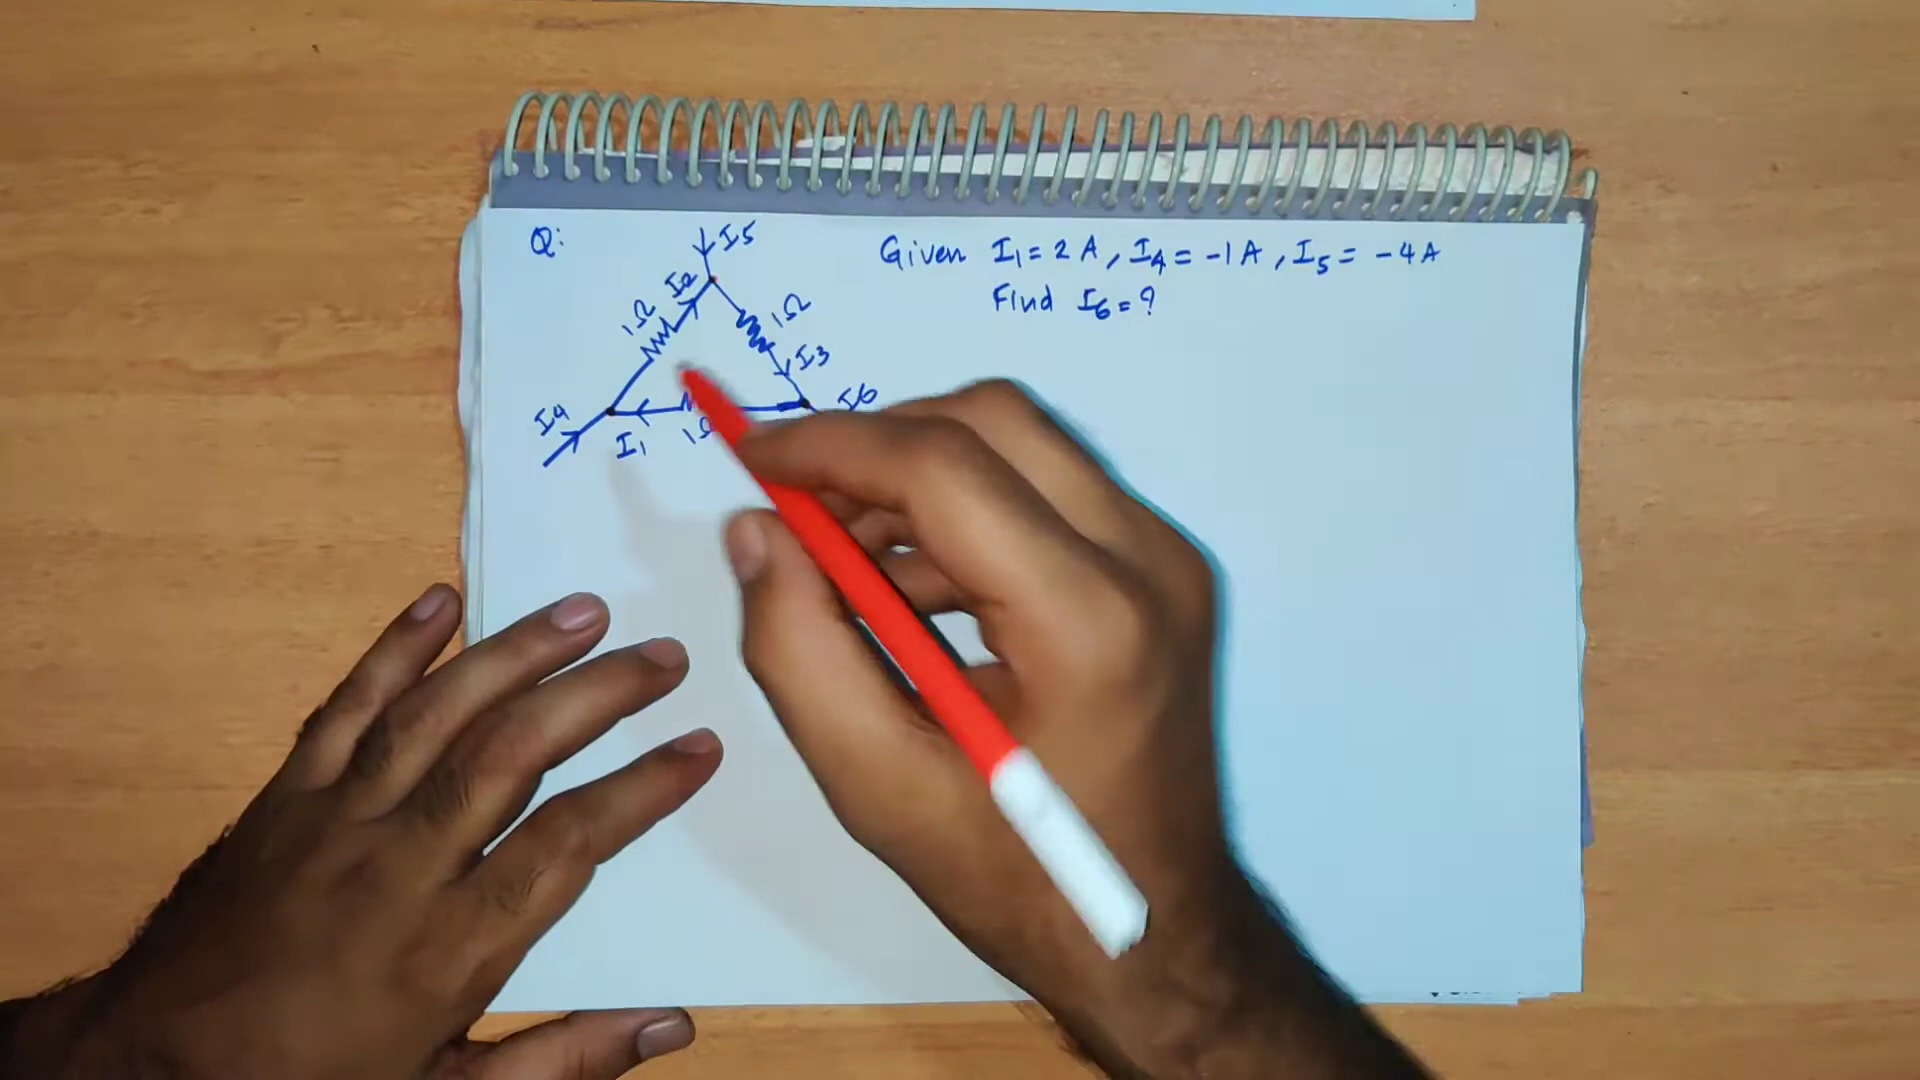 Q:
I5
Given I1 = 2 A, I4 = -1 A, I5 = -4 A
Find I6 = ?
I2
1Ω
1Ω
I3
I4
I1
I6